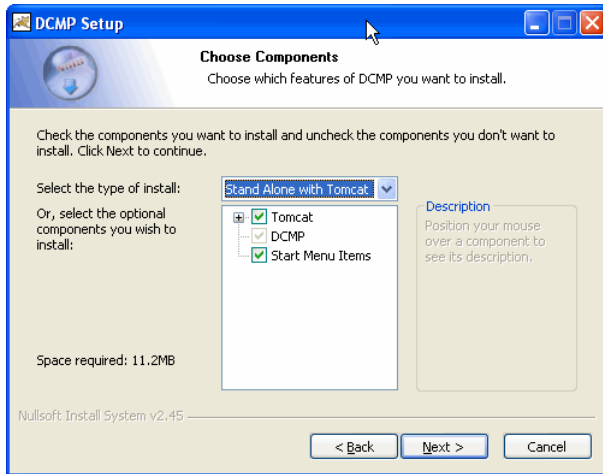 DCMP Setup
Choose Components
Choose which features of DCMP you want to install.
Check the components you want to install and uncheck the components you don't want to
install. Click Next to continue.
Select the type of install:
Stand Alone with Tomcat
Or, select the optional
components you wish to
install:
Tomcat
DCMP
Start Menu Items
Description
Position your mouse
over a component to
see its description.
Space required: 11.2MB
Nullsoft Install System v2.45
< Back
Next >
Cancel